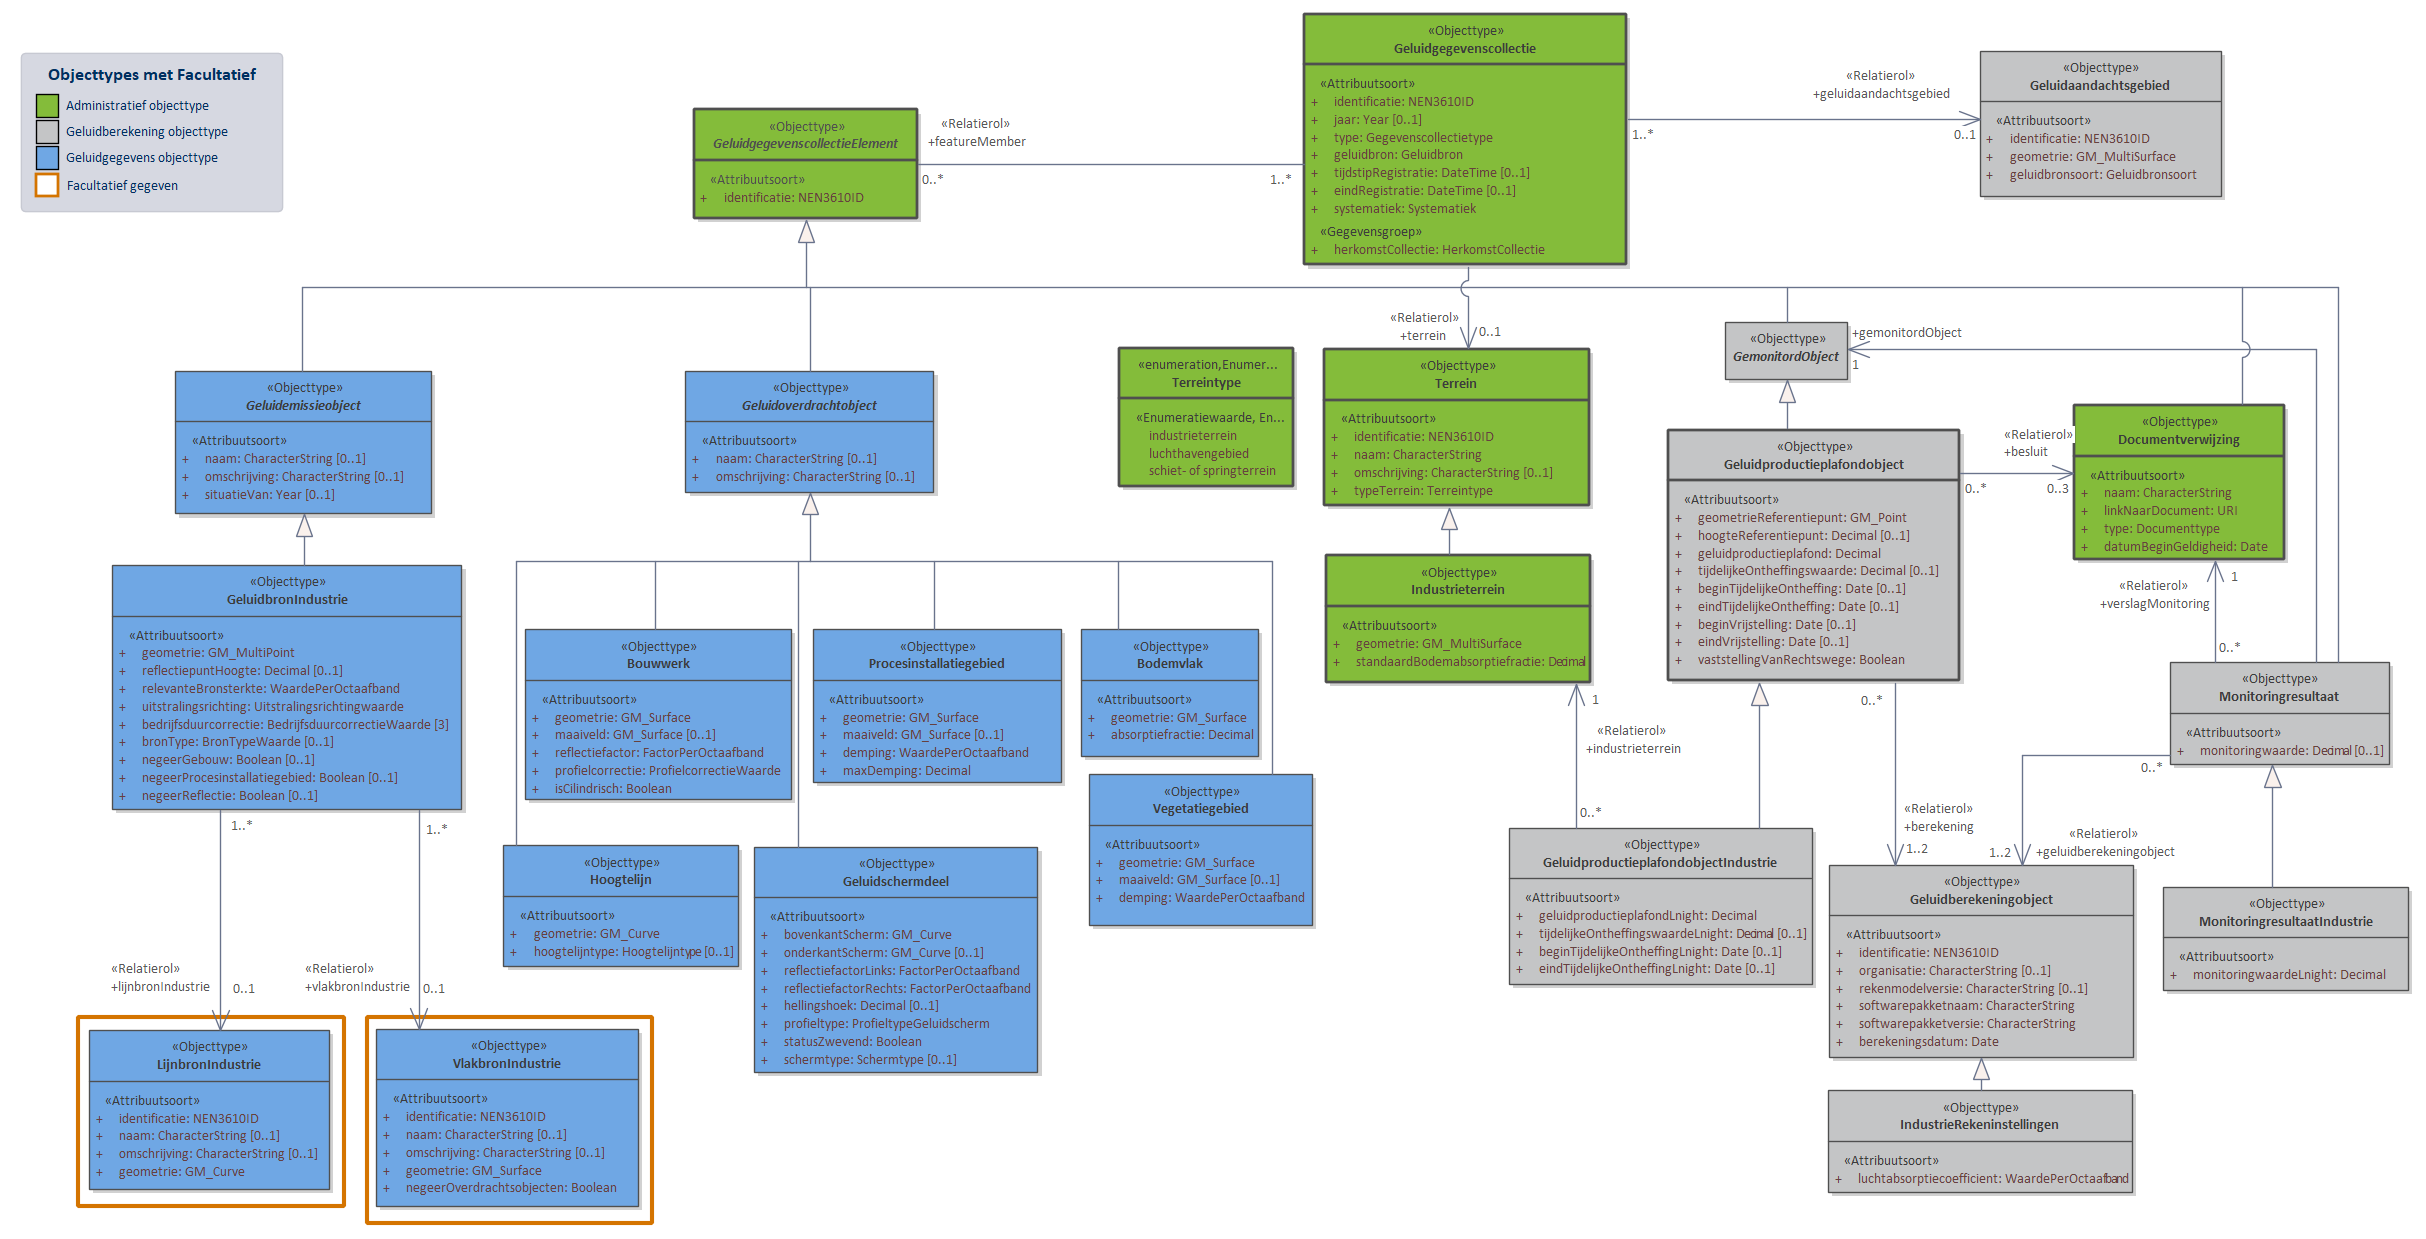 Objecttypes met Facultatief
Administratief objecttype
Geluidberekening objecttype
Geluidgegevens objecttype
Facultatief gegeven
«Objecttype»
Geluidgegevenscollectie
«Attribuutsoort»
+ identificatie: NEN3610ID
+ jaar: Year [0..1]
+ type: Gegevenscollectietype
+ geluidbron: Geluidbron
+ tijdstipRegistratie: DateTime [0..1]
+ eindRegistratie: DateTime [0..1]
+ systematiek: Systematiek
«Gegevensgroep»
+ herkomstCollectie: HerkomstCollectie
«Relatierol»
+geluidaandachtsgebied
1..*
0..1
«Objecttype»
Geluidaandachtsgebied
«Attribuutsoort»
+ identificatie: NEN3610ID
+ geometrie: GM_MultiSurface
+ geluidbronsoort: Geluidbronsoort
«Objecttype»
GeluidgegevenscollectieElement
«Attribuutsoort»
+ identificatie: NEN3610ID
«Relatierol»
+featureMember
0..*
1..*
«Relatierol»
+terrein
0..1
«Objecttype»
GemonitordObject
+gemonitordObject
1
«Objecttype»
Geluidemissieobject
«Attribuutsoort»
+ naam: CharacterString [0..1]
+ omschrijving: CharacterString [0..1]
+ situatieVan: Year [0..1]
«Objecttype»
Geluidoverdrachtobject
«Attribuutsoort»
+ naam: CharacterString [0..1]
+ omschrijving: CharacterString [0..1]
«enumeration,Enumer...
Terreintype
«Enumeratiewaarde, En...
industrieterrein
luchthavengebied
schiet- of springterrein
«Objecttype»
Terrein
«Attribuutsoort»
+ identificatie: NEN3610ID
+ naam: CharacterString
+ omschrijving: CharacterString [0..1]
+ typeTerrein: Terreintype
«Objecttype»
Geluidproductieplafondobject
«Attribuutsoort»
+ geometrieReferentiepunt: GM_Point
+ hoogteReferentiepunt: Decimal [0..1]
+ geluidproductieplafond: Decimal
+ tijdelijkeOntheffingswaarde: Decimal [0..1]
+ beginTijdelijkeOntheffing: Date [0..1]
+ eindTijdelijkeOntheffing: Date [0..1]
+ beginVrijstelling: Date [0..1]
+ eindVrijstelling: Date [0..1]
+ vaststellingVanRechtswege: Boolean
«Relatierol»
+besluit
0..*
0..3
«Objecttype»
Documentverwijzing
«Attribuutsoort»
+ naam: CharacterString
+ linkNaarDocument: URI
+ type: Documenttype
+ datumBeginGeldigheid: Date
«Relatierol»
+verslagMonitoring
1
0..*
«Objecttype»
GeluidbronIndustrie
«Attribuutsoort»
+ geometrie: GM_MultiPoint
+ reflectiepuntHoogte: Decimal [0..1]
+ relevanteBronsterkte: WaardePerOctaafband
+ uitstralingsrichting: Uitstralingsrichtingwaarde
+ bedrijfsduurcorrectie: BedrijfsduurcorrectieWaarde [3]
+ bronType: BronTypeWaarde [0..1]
+ negeerGebouw: Boolean [0..1]
+ negeerProcesinstallatiegebied: Boolean [0..1]
+ negeerReflectie: Boolean [0..1]
«Objecttype»
Bouwwerk
«Attribuutsoort»
+ geometrie: GM_Surface
+ maaiveld: GM_Surface [0..1]
+ reflectiefactor: FactorPerOctaafband
+ profielcorrectie: ProfielcorrectieWaarde
+ isCilindrisch: Boolean
«Objecttype»
Procesinstallatiegebied
«Attribuutsoort»
+ geometrie: GM_Surface
+ maaiveld: GM_Surface [0..1]
+ demping: WaardePerOctaafband
+ maxDemping: Decimal
«Objecttype»
Bodemvlak
«Attribuutsoort»
+ geometrie: GM_Surface
+ absorptiefractie: Decimal
«Objecttype»
Industrieterrein
«Attribuutsoort»
+ geometrie: GM_MultiSurface
+ standaardBodemabsorptiefractie: Decimal
1
«Relatierol»
+industrieterrein
0..*
«Objecttype»
Monitoringresultaat
«Attribuutsoort»
+ monitoringwaarde: Decimal [0..1]
0..*
0..*
«Relatierol»
+berekening
1..2
«Relatierol»
+geluidberekeningobject
1..2
«Objecttype»
Vegetatiegebied
«Attribuutsoort»
+ geometrie: GM_Surface
+ maaiveld: GM_Surface [0..1]
+ demping: WaardePerOctaafband
«Objecttype»
Hoogtelijn
«Attribuutsoort»
+ geometrie: GM_Curve
+ hoogtelijntype: Hoogtelijntype [0..1]
«Objecttype»
Geluidschermdeel
«Attribuutsoort»
+ bovenkantScherm: GM_Curve
+ onderkantScherm: GM_Curve [0..1]
+ reflectiefactorLinks: FactorPerOctaafband
+ reflectiefactorRechts: FactorPerOctaafband
+ hellingshoek: Decimal [0..1]
+ profieltype: ProfieltypeGeluidscherm
+ statusZwevend: Boolean
+ schermtype: Schermtype [0..1]
«Objecttype»
GeluidproductieplafondobjectIndustrie
«Attribuutsoort»
+ geluidproductieplafondLnight: Decimal
+ tijdelijkeOntheffingswaardeLnight: Decimal [0..1]
+ beginTijdelijkeOntheffingLnight: Date [0..1]
+ eindTijdelijkeOntheffingLnight: Date [0..1]
«Objecttype»
Geluidberekeningobject
«Attribuutsoort»
+ identificatie: NEN3610ID
+ organisatie: CharacterString [0..1]
+ rekenmodelversie: CharacterString [0..1]
+ softwarepakketnaam: CharacterString
+ softwarepakketversie: CharacterString
+ berekeningsdatum: Date
«Objecttype»
MonitoringresultaatIndustrie
«Attribuutsoort»
+ monitoringwaardeLnight: Decimal
1..*
1..*
«Relatierol»
+lijnbronIndustrie
0..1
«Relatierol»
+vlakbronIndustrie
0..1
«Objecttype»
LijnbronIndustrie
«Attribuutsoort»
+ identificatie: NEN3610ID
+ naam: CharacterString [0..1]
+ omschrijving: CharacterString [0..1]
+ geometrie: GM_Curve
«Objecttype»
VlakbronIndustrie
«Attribuutsoort»
+ identificatie: NEN3610ID
+ naam: CharacterString [0..1]
+ omschrijving: CharacterString [0..1]
+ geometrie: GM_Surface
+ negeerOverdrachtsobjecten: Boolean
«Objecttype»
IndustrieRekeninstellingen
«Attribuutsoort»
+ luchtabsorptiecoefficient: WaardePerOctaafband